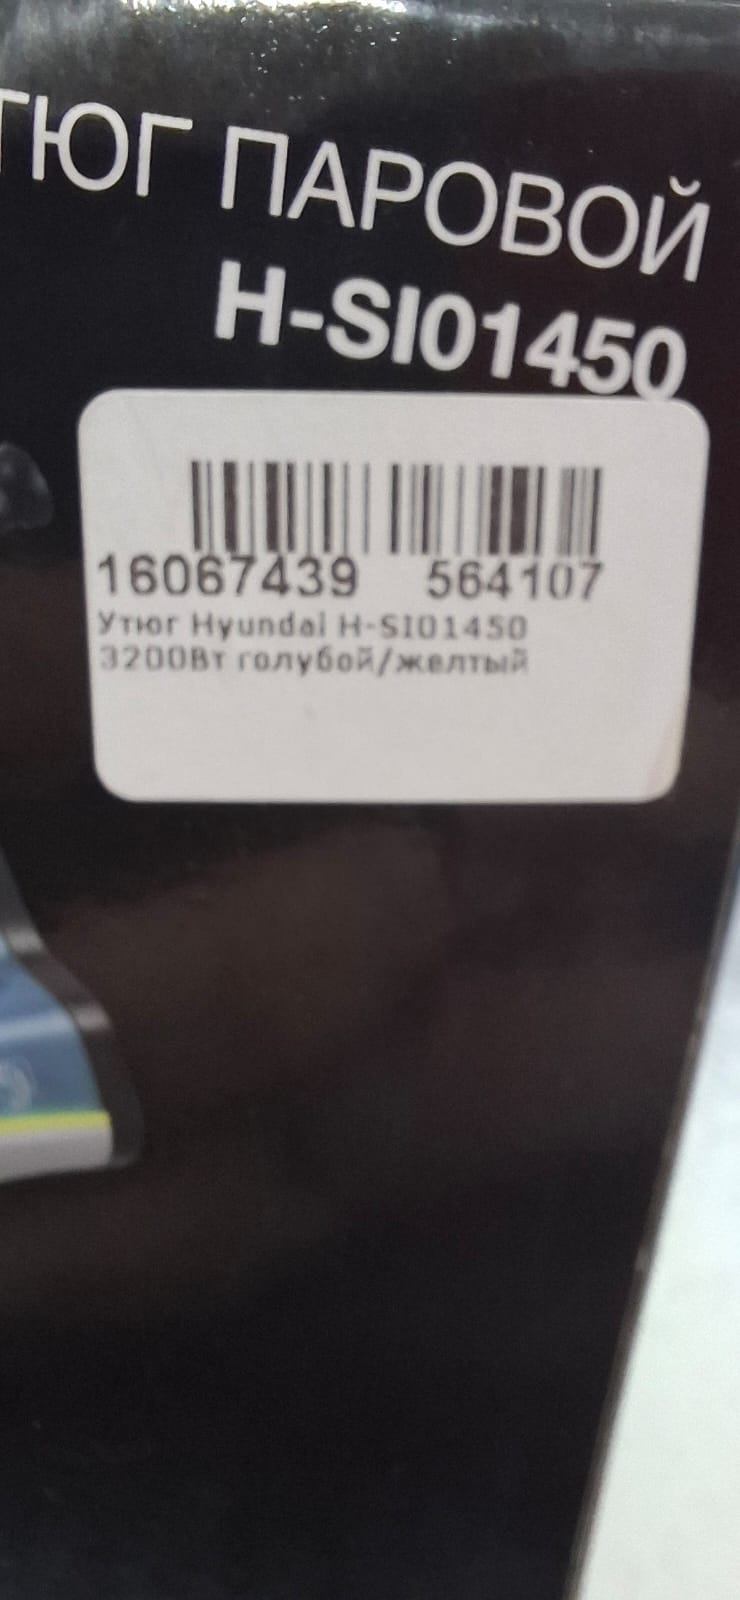 ТЮГ ПАРОВОЙ
H-SI01450
16067439 564107
Утюг Hyundai H-SI01450
3200Вт голубой/желтый